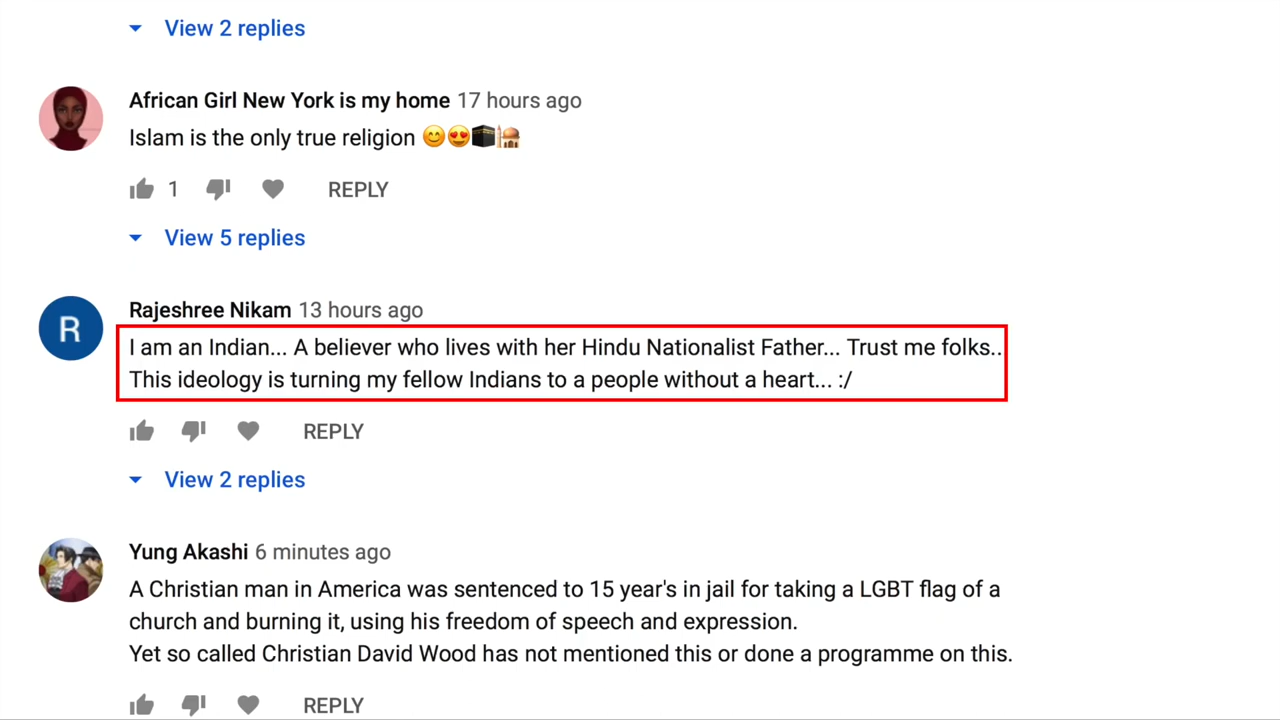 View 2 replies
African Girl New York is my home 17 hours ago
Islam is the only true religion 😊😍🕋🕌
1 REPLY
View 5 replies
R
Rajeshree Nikam 13 hours ago
I am an Indian... A believer who lives with her Hindu Nationalist Father... Trust me folks..
This ideology is turning my fellow Indians to a people without a heart... :/
REPLY
View 2 replies
Yung Akashi 6 minutes ago
A Christian man in America was sentenced to 15 year's in jail for taking a LGBT flag of a
church and burning it, using his freedom of speech and expression.
Yet so called Christian David Wood has not mentioned this or done a programme on this.
REPLY